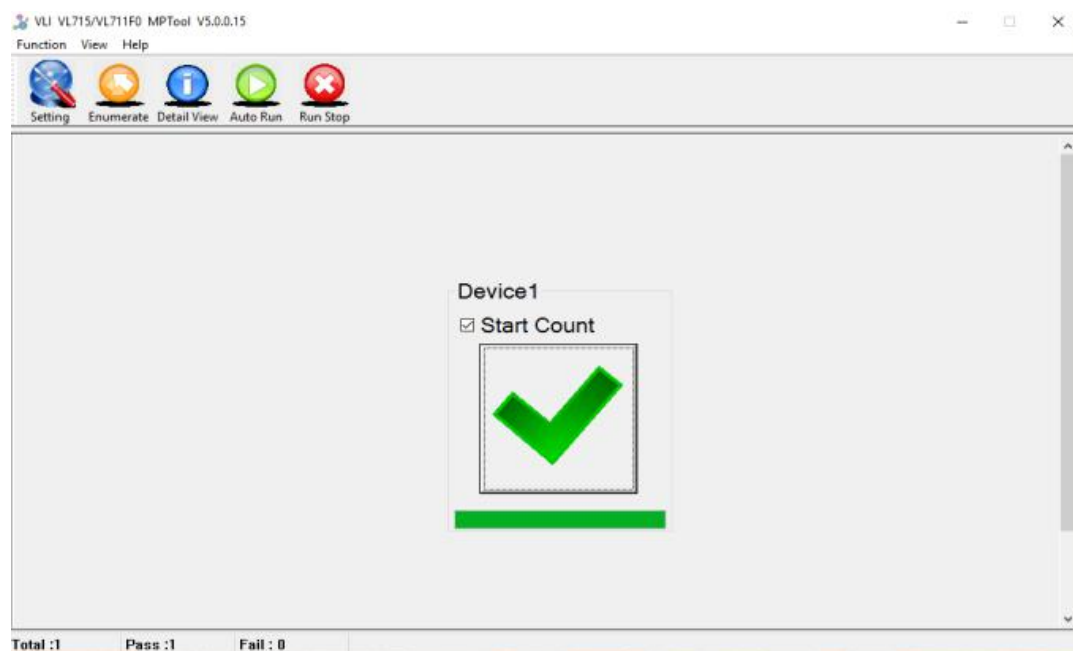 VLI VL715/VL711F0 MPTool V5.0.0.15
Function View Help
Setting Enumerate Detail View Auto Run Run Stop
Device1
Start Count
Total :1 Pass :1 Fail : 0